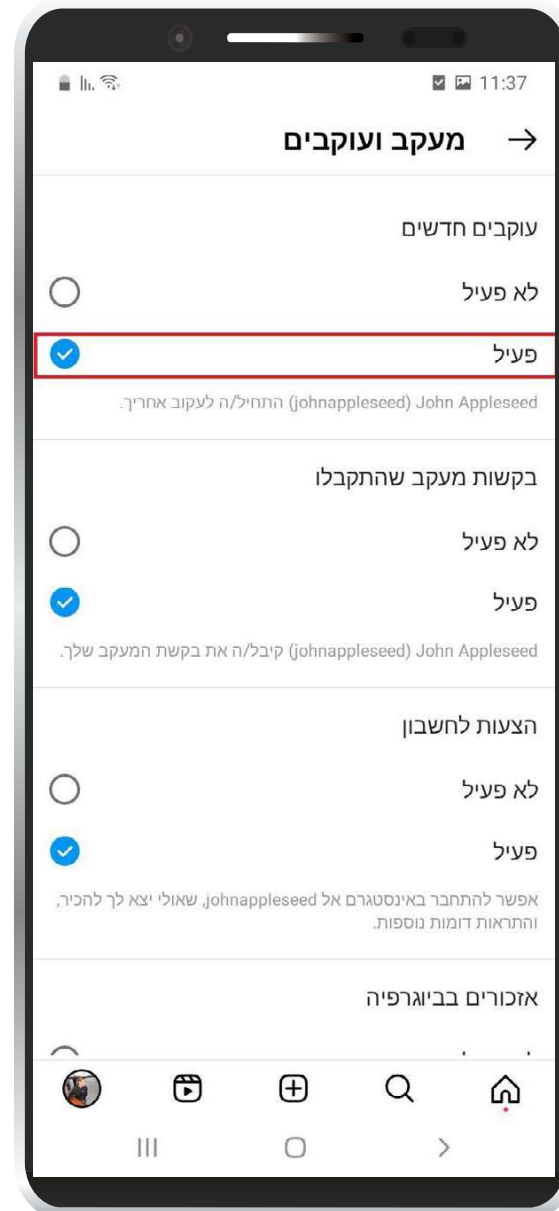 11:37
מעקב ועוקבים
עוקבים חדשים
לא פעיל
פעיל
John Appleseed (johnappleseed) התחיל/ה לעקוב אחריך.
בקשות מעקב שהתקבלו
לא פעיל
פעיל
John Appleseed (johnappleseed) קיבל/ה את בקשת המעקב שלך.
הצעות לחשבון
לא פעיל
פעיל
אפשר להתחבר באינסטגרם אל johnappleseed, שאולי יצא לך להכיר,
והתראות דומות נוספות.
אזכורים בביוגרפיה